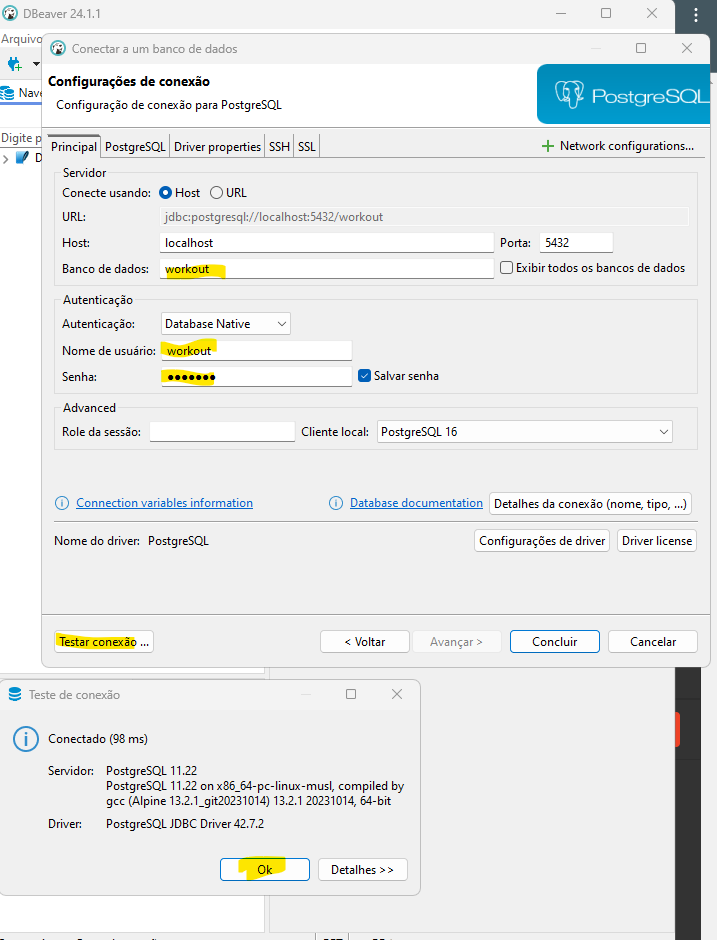 DBeaver 24.1.1
Arquivo
Conectar a um banco de dados
Configurações de conexão
Configuração de conexão para PostgreSQL
PostgreSQL
Nave
Digite p
D
Principal PostgreSQL Driver properties SSH SSL
Network configurations...
Servidor
Conecte usando: Host URL
URL: jdbc:postgresql://localhost:5432/workout
Host: localhost Porta: 5432
Banco de dados: workout Exibir todos os bancos de dados
Autenticação
Autenticação: Database Native
Nome de usuário: workout
Senha: ••••••• Salvar senha
Advanced
Role da sessão: Cliente local: PostgreSQL 16
Connection variables information Database documentation Detalhes da conexão (nome, tipo, ...)
Nome do driver: PostgreSQL Configurações de driver Driver license
Testar conexão ... < Voltar Avançar > Concluir Cancelar
Teste de conexão
Conectado (98 ms)
Servidor: PostgreSQL 11.22
PostgreSQL 11.22 on x86_64-pc-linux-musl, compiled by
gcc (Alpine 13.2.1_git20231014) 13.2.1 20231014, 64-bit
Driver: PostgreSQL JDBC Driver 42.7.2
Ok Detalhes >>